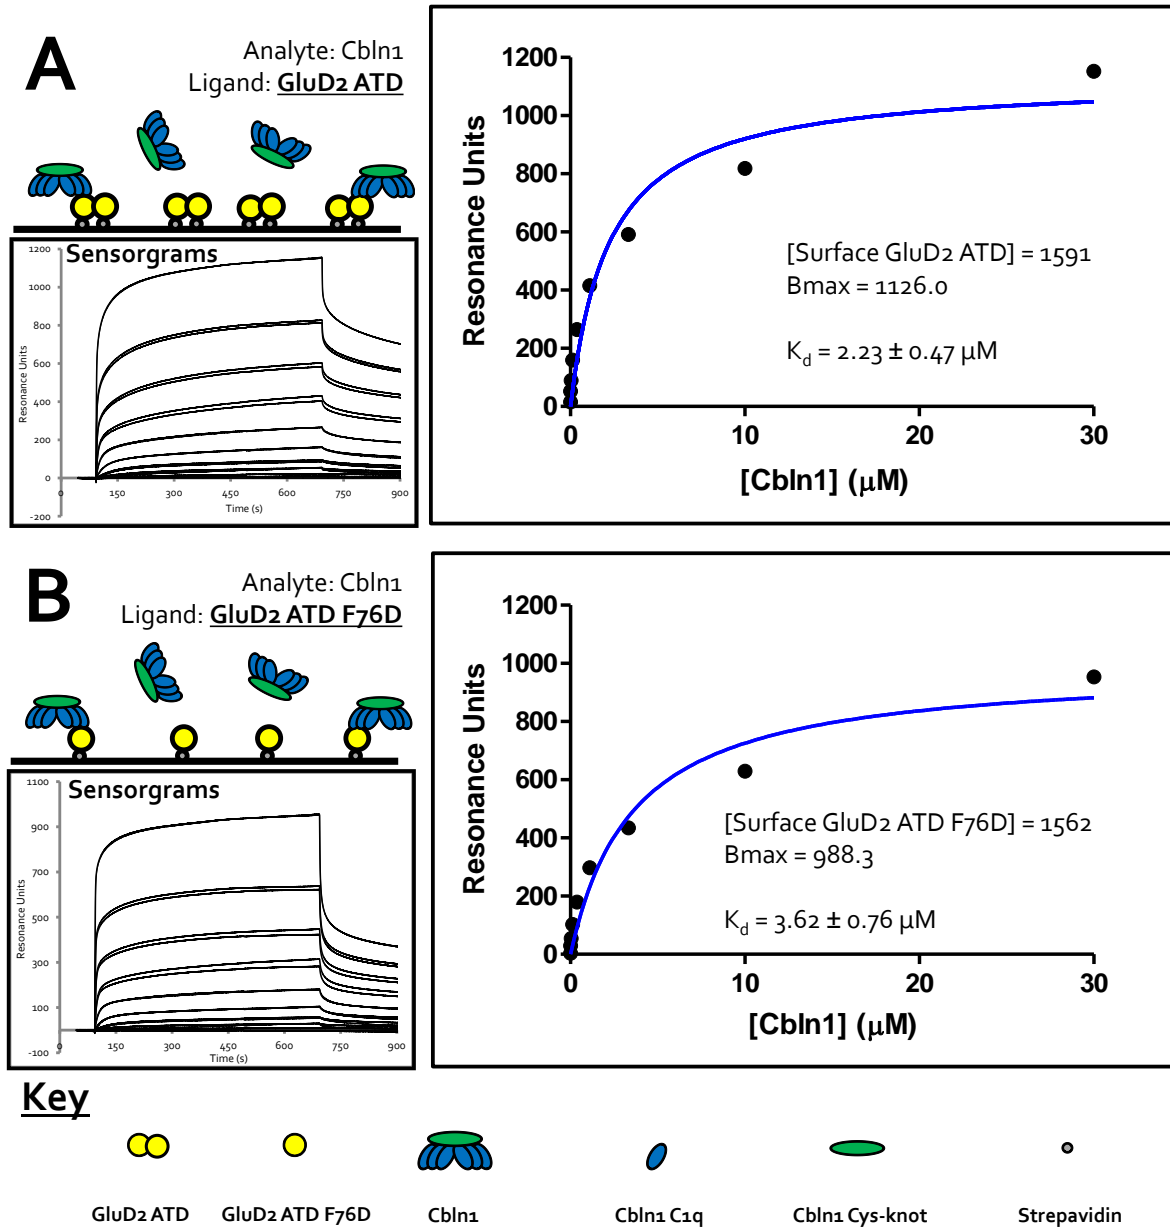 A
Analyte: Cbln1
Ligand: GluD2 ATD
Sensorgrams
Resonance Units
1200
1000
800
600
400
200
0
-200
0
150
300
450
600
750
900
Time (s)
Resonance Units
1200
1000
800
600
400
200
0
0
10
20
30
[Cbln1] (μM)
[Surface GluD2 ATD] = 1591
Bmax = 1126.0
Kd = 2.23 ± 0.47 μM
B
Analyte: Cbln1
Ligand: GluD2 ATD F76D
Sensorgrams
Resonance Units
1100
900
700
500
300
100
-100
0
150
300
450
600
750
900
Time (s)
Resonance Units
1200
1000
800
600
400
200
0
0
10
20
30
[Cbln1] (μM)
[Surface GluD2 ATD F76D] = 1562
Bmax = 988.3
Kd = 3.62 ± 0.76 μM
Key
GluD2 ATD
GluD2 ATD F76D
Cbln1
Cbln1 C1q
Cbln1 Cys-knot
Strepavidin